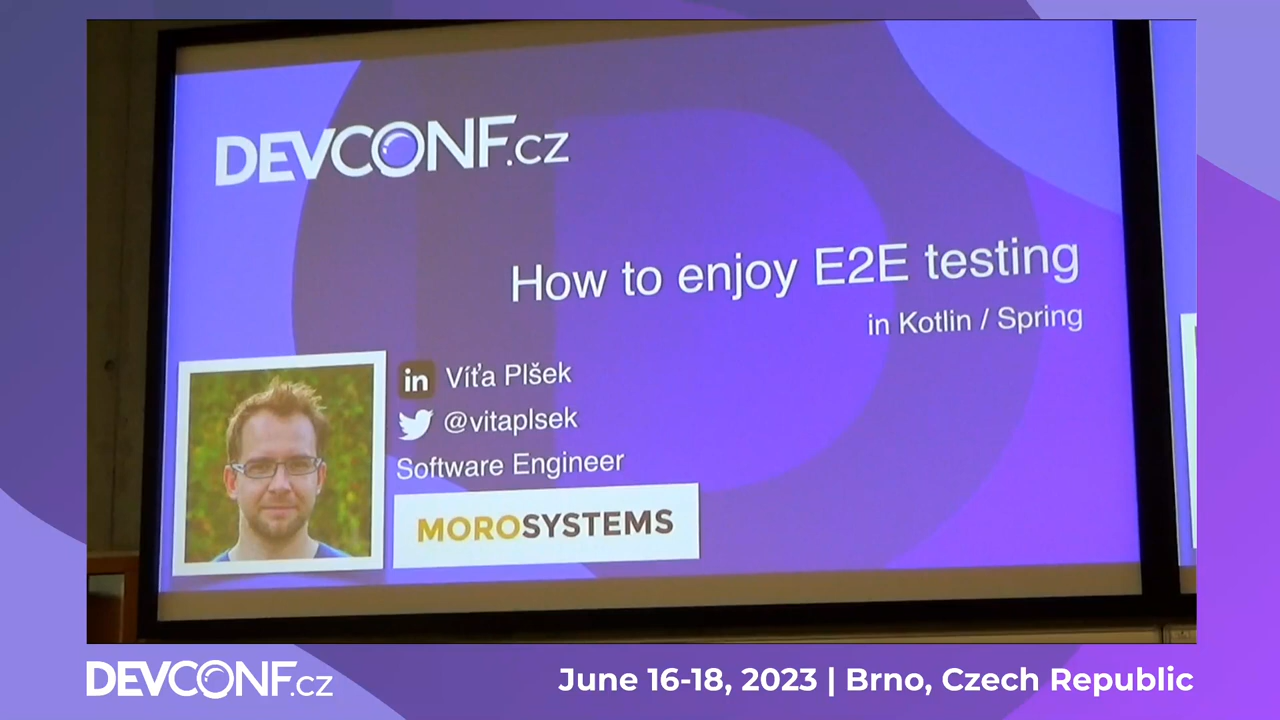 DEVCONF.cz
How to enjoy E2E testing
in Kotlin / Spring
in Víťa Plšek
@vitaplsek
Software Engineer
MOROSYSTEMS
DEVCONF.cz
June 16-18, 2023 | Brno, Czech Republic